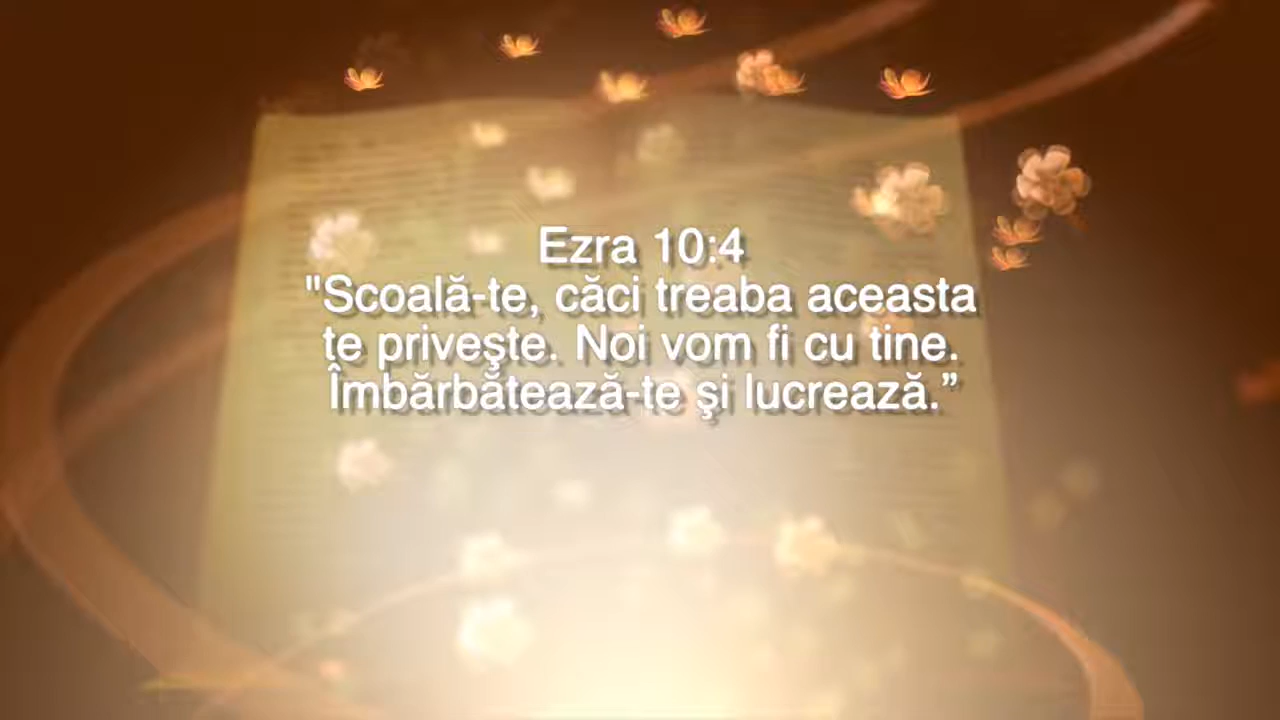 Ezra 10:4
"Scoală-te, căci treaba aceasta
te priveşte. Noi vom fi cu tine.
Îmbărbătează-te şi lucrează.”